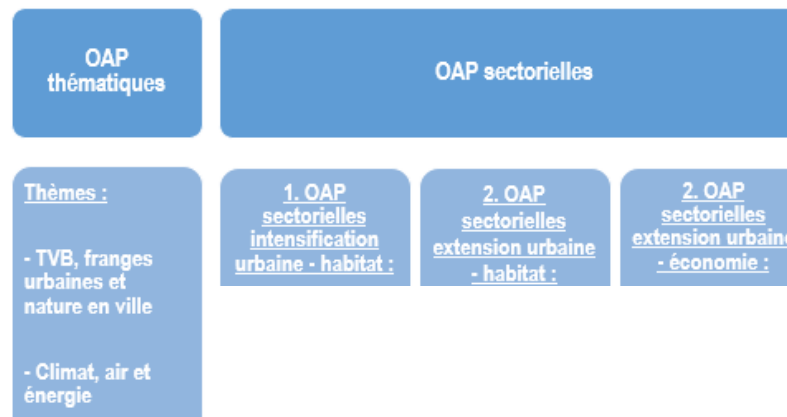 OAP
thématiques
OAP sectorielles
Thèmes :
- TVB, franges
urbaines et
nature en ville
- Climat, air et
énergie
1. OAP
sectorielles
intensification
urbaine - habitat :
2. OAP
sectorielles
extension urbaine
- habitat :
2. OAP
sectorielles
extension urbaine
- économie :